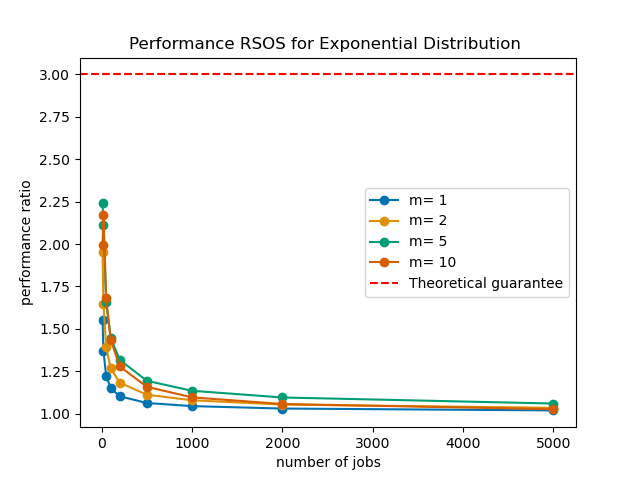 Performance RSOS for Exponential Distribution
performance ratio
3.00
2.75
2.50
2.25
2.00
1.75
1.50
1.25
1.00
m= 1
m= 2
m= 5
m= 10
Theoretical guarantee
0 1000 2000 3000 4000 5000
number of jobs